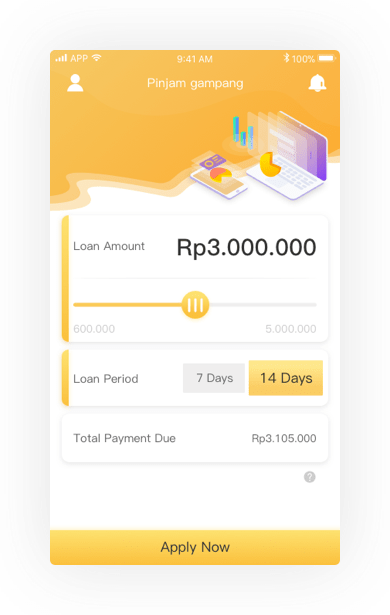 APP 9:41 AM 100%
Pinjam gampang
Loan Amount Rp3.000.000
600.000 5.000.000
Loan Period 7 Days 14 Days
Total Payment Due Rp3.105.000
?
Apply Now